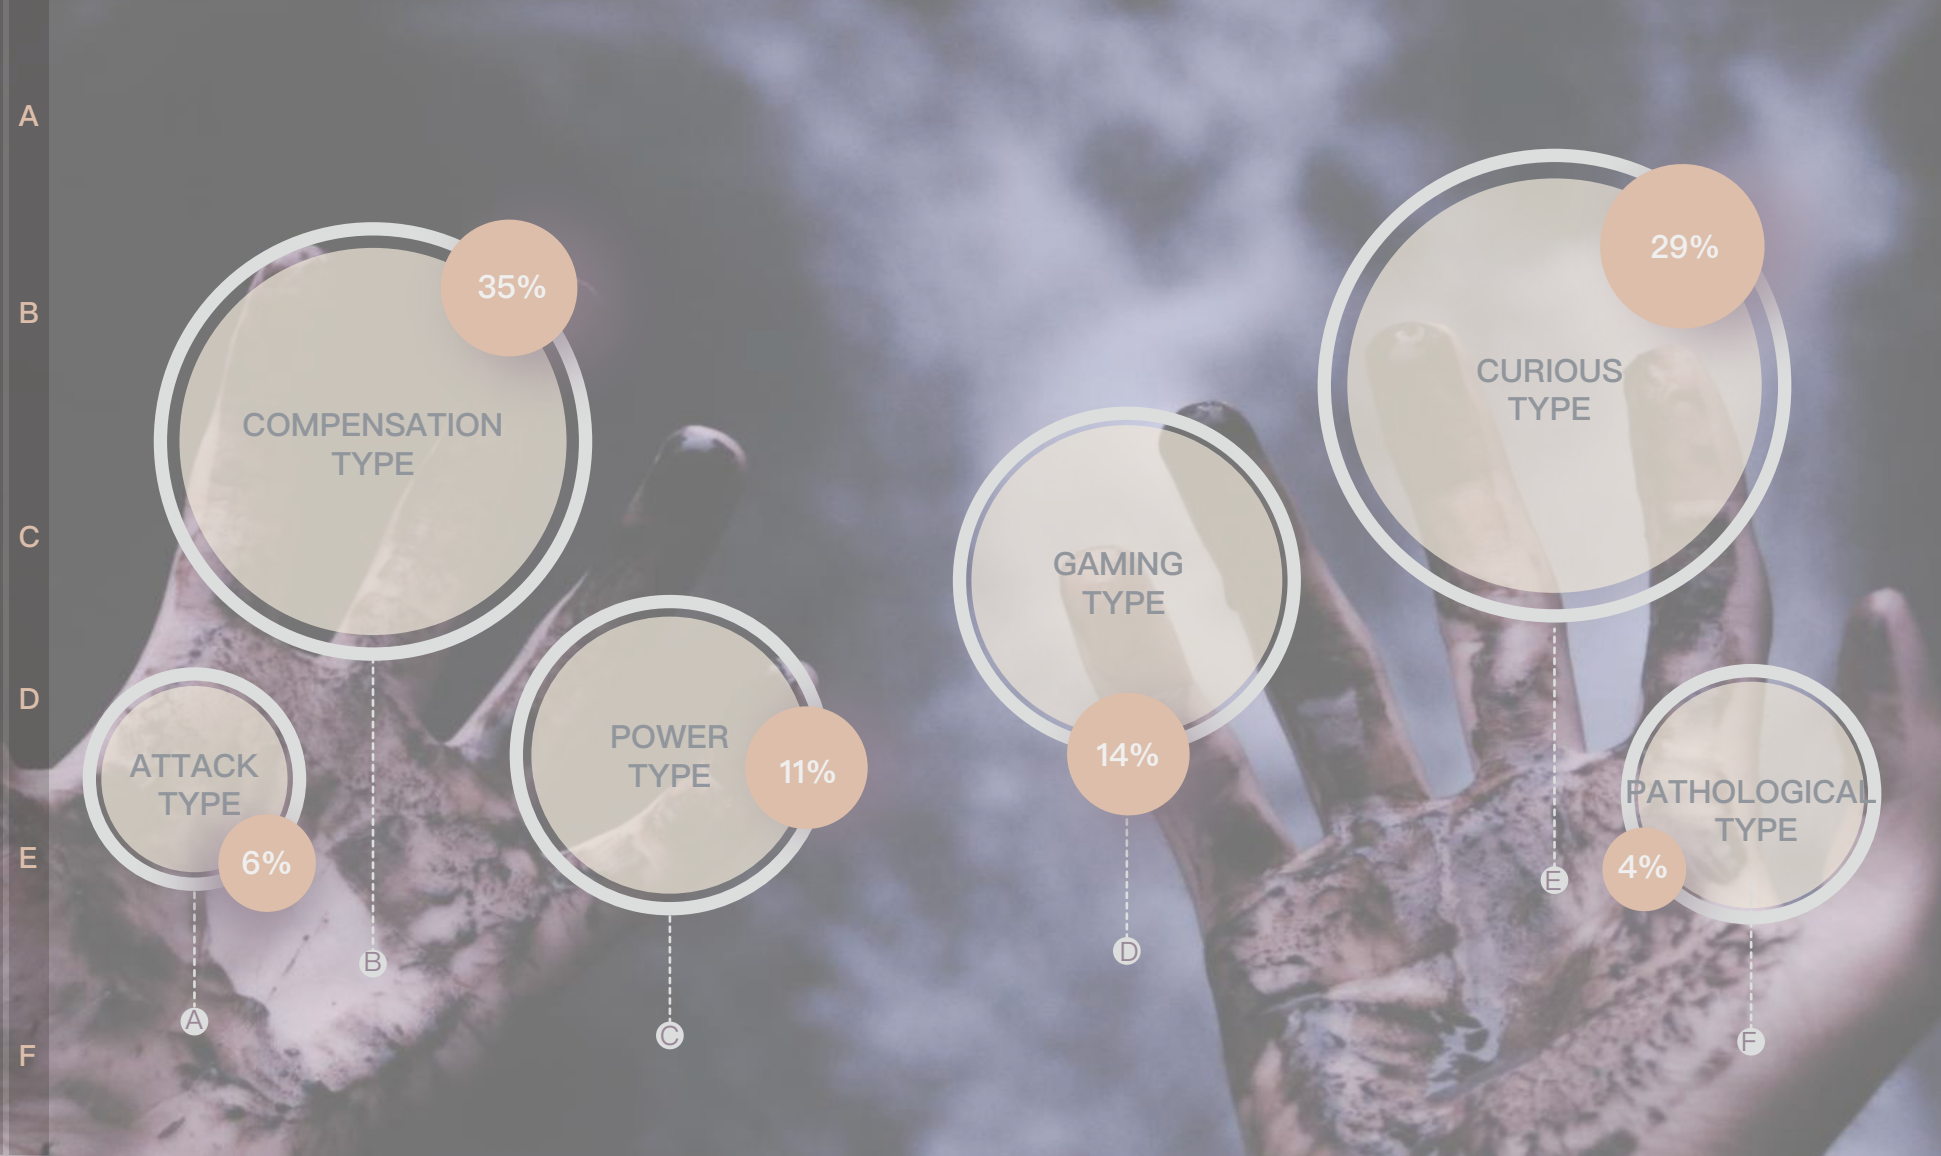 A
B
C
D
E
F
35%
COMPENSATION
TYPE
29%
CURIOUS
TYPE
GAMING
TYPE
14%
POWER
TYPE
11%
ATTACK
TYPE
6%
PATHOLOGICAL
TYPE
4%
A
B
C
D
E
F